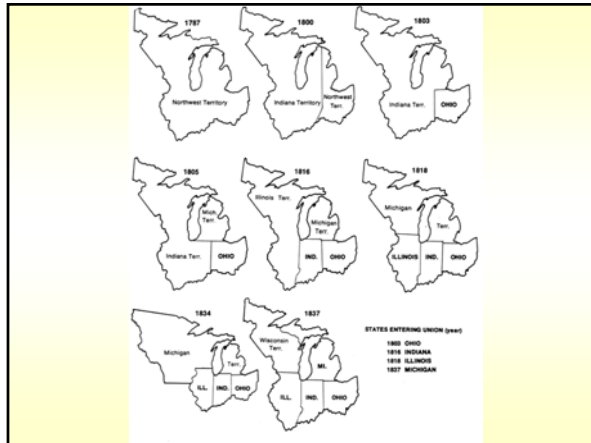 1787
Northwest Territory
1800
Indiana Territory
Northwest
Terr.
1803
Indiana Terr.
OHIO
1805
Mich
Terr.
Indiana Terr.
OHIO
1816
Illinois Terr.
Michigan
Terr.
IND.
OHIO
1818
Michigan
Terr.
ILLINOIS
IND.
OHIO
1834
Michigan
Terr.
ILL.
IND.
OHIO
1837
Wisconsin
Terr.
MI.
ILL.
IND.
OHIO
STATES ENTERING UNION (year)
1803 OHIO
1816 INDIANA
1818 ILLINOIS
1837 MICHIGAN